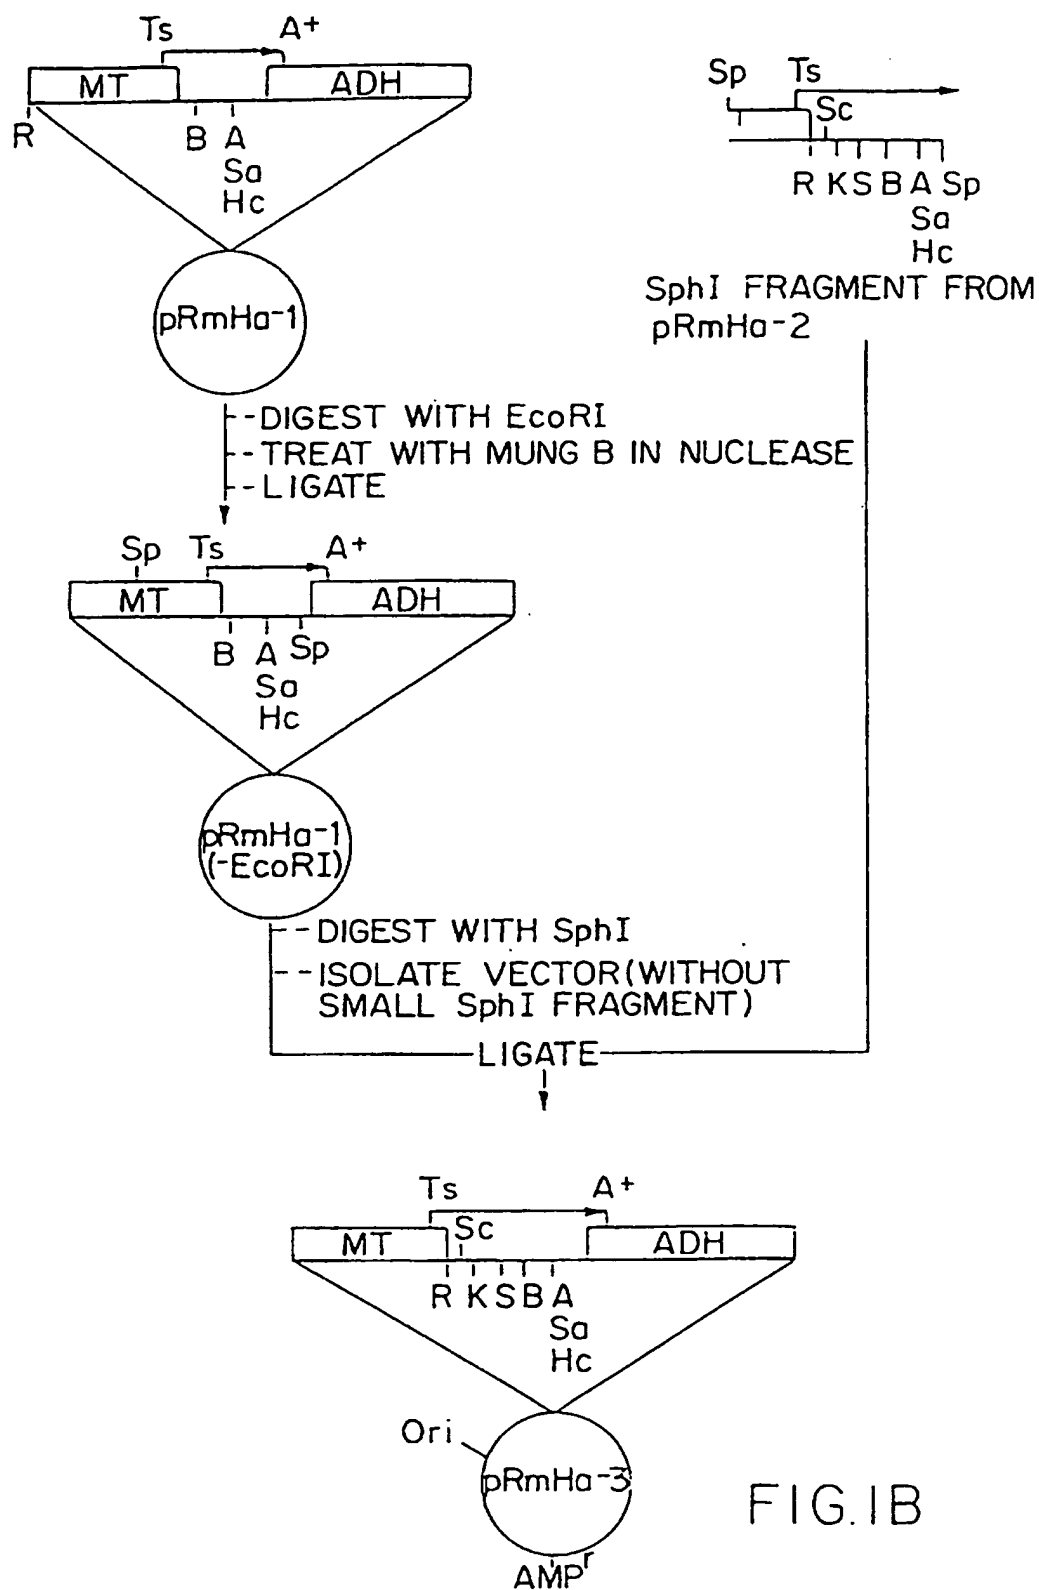 Ts A+
MT ADH
R B A
Sa
Hc
pRmHa-1
Sp Ts
Sc
R K S B A Sp
Sa
Hc
SphI FRAGMENT FROM
pRmHa-2
DIGEST WITH EcoRI
TREAT WITH MUNG B IN NUCLEASE
LIGATE
Sp Ts A+
MT ADH
B A Sp
Sa
Hc
pRmHa-1
(-EcoRI)
DIGEST WITH SphI
ISOLATE VECTOR(WITHOUT
SMALL SphI FRAGMENT)
LIGATE
Ts A+
Sc
MT ADH
R K S B A
Sa
Hc
Ori
pRmHa-3
AMPr
FIG.1B